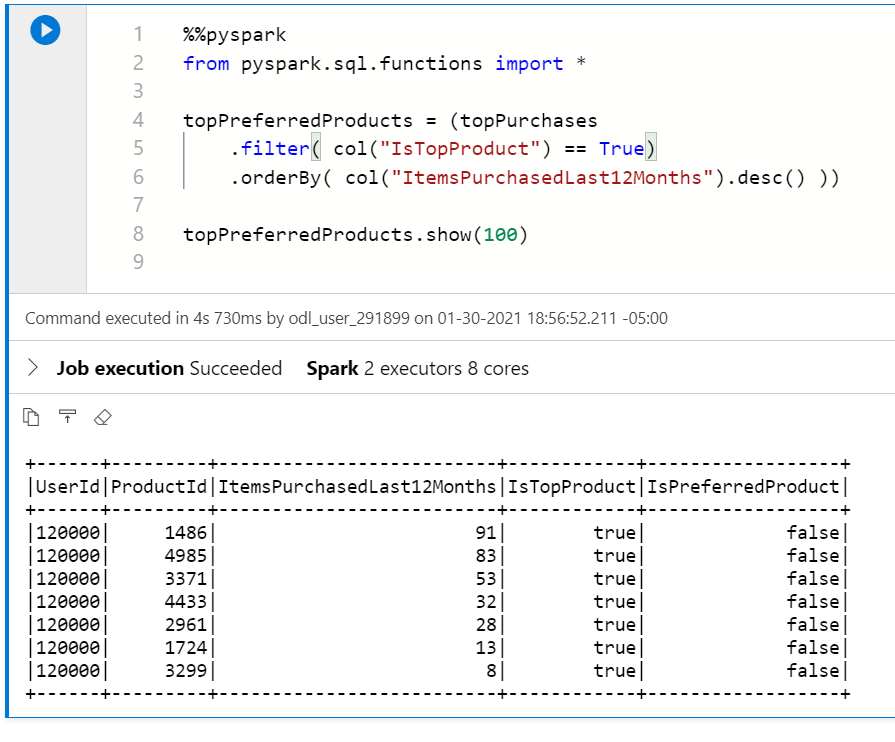 1 %%pyspark
2 from pyspark.sql.functions import *
3
4 topPreferredProducts = (topPurchases
5     .filter( col("IsTopProduct") == True)
6     .orderBy( col("ItemsPurchasedLast12Months").desc() ))
7
8 topPreferredProducts.show(100)
9
Command executed in 4s 730ms by odl_user_291899 on 01-30-2021 18:56:52.211 -05:00
Job execution Succeeded Spark 2 executors 8 cores
+------+---------+--------------------------+------------+------------------+
|UserId|ProductId|ItemsPurchasedLast12Months|IsTopProduct|IsPreferredProduct|
+------+---------+--------------------------+------------+------------------+
|120000|     1486|                        91|        true|             false|
|120000|     4985|                        83|        true|             false|
|120000|     3371|                        53|        true|             false|
|120000|     4433|                        32|        true|             false|
|120000|     2961|                        28|        true|             false|
|120000|     1724|                        13|        true|             false|
|120000|     3299|                         8|        true|             false|
+------+---------+--------------------------+------------+------------------+